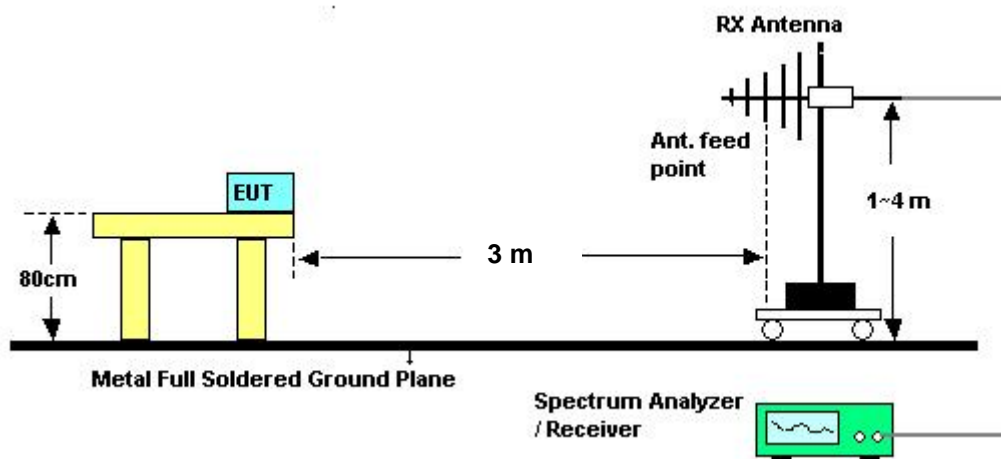 RX Antenna
Ant. feed
point
EUT
1~4 m
3 m
80cm
Metal Full Soldered Ground Plane
Spectrum Analyzer
/ Receiver